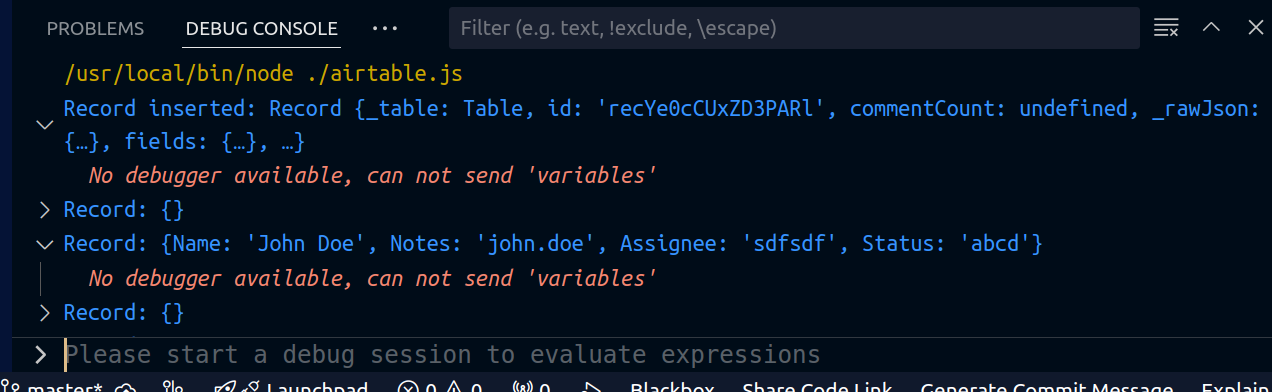 PROBLEMS DEBUG CONSOLE ··· Filter (e.g. text, !exclude, \escape)
/usr/local/bin/node ./airtable.js
Record inserted: Record {_table: Table, id: 'recYe0cCUxZD3PARl', commentCount: undefined, _rawJson:
{…}, fields: {…}, …}
No debugger available, can not send 'variables'
Record: {}
Record: {Name: 'John Doe', Notes: 'john.doe', Assignee: 'sdfsdf', Status: 'abcd'}
No debugger available, can not send 'variables'
Record: {}
Please start a debug session to evaluate expressions
master* Launchpad 0 0 0 Blackbox Share Code Link Generate Commit Message Explain